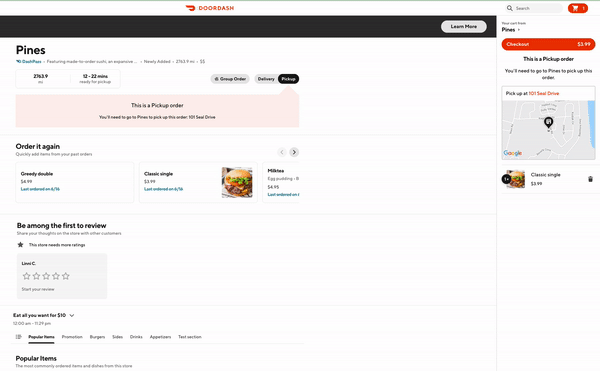 DOORDASH
Search
1
Learn More
Your cart from
Pines
Checkout $3.99
This is a Pickup order
You'll need to go to Pines to pick this order up.
Pick up at 101 Seal Drive
Google
1×
Classic single
$3.99
Pines
DashPass • Featuring made-to-order sushi, an expansive ... • Newly Added • 2763.9 mi • $$
2763.9
mi
12 - 22 mins
ready for pickup
Group Order
Delivery
Pickup
This is a Pickup order
You'll need to go to Pines to pick this order up. 101 Seal Drive
Order it again
Quickly add items from your past orders
Greedy double
$4.99
Last ordered on 6/16
Classic single
$3.99
Last ordered on 6/16
Milktea
Egg pudding • B
$4.95
Last ordered on 6
Be among the first to review
Share your thoughts on the store with other customers
This store needs more ratings
Linni C.
Start your review
Eat all you want for $10
12:00 am - 11:29 pm
Popular Items
Promotion
Burgers
Sides
Drinks
Appetizers
Test section
Popular Items
The most commonly ordered items and dishes from this store